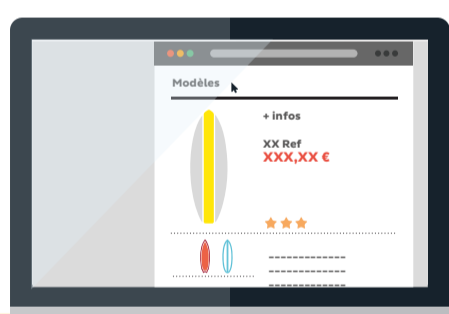 Modèles
+ infos
XX Ref
XXX,XX €